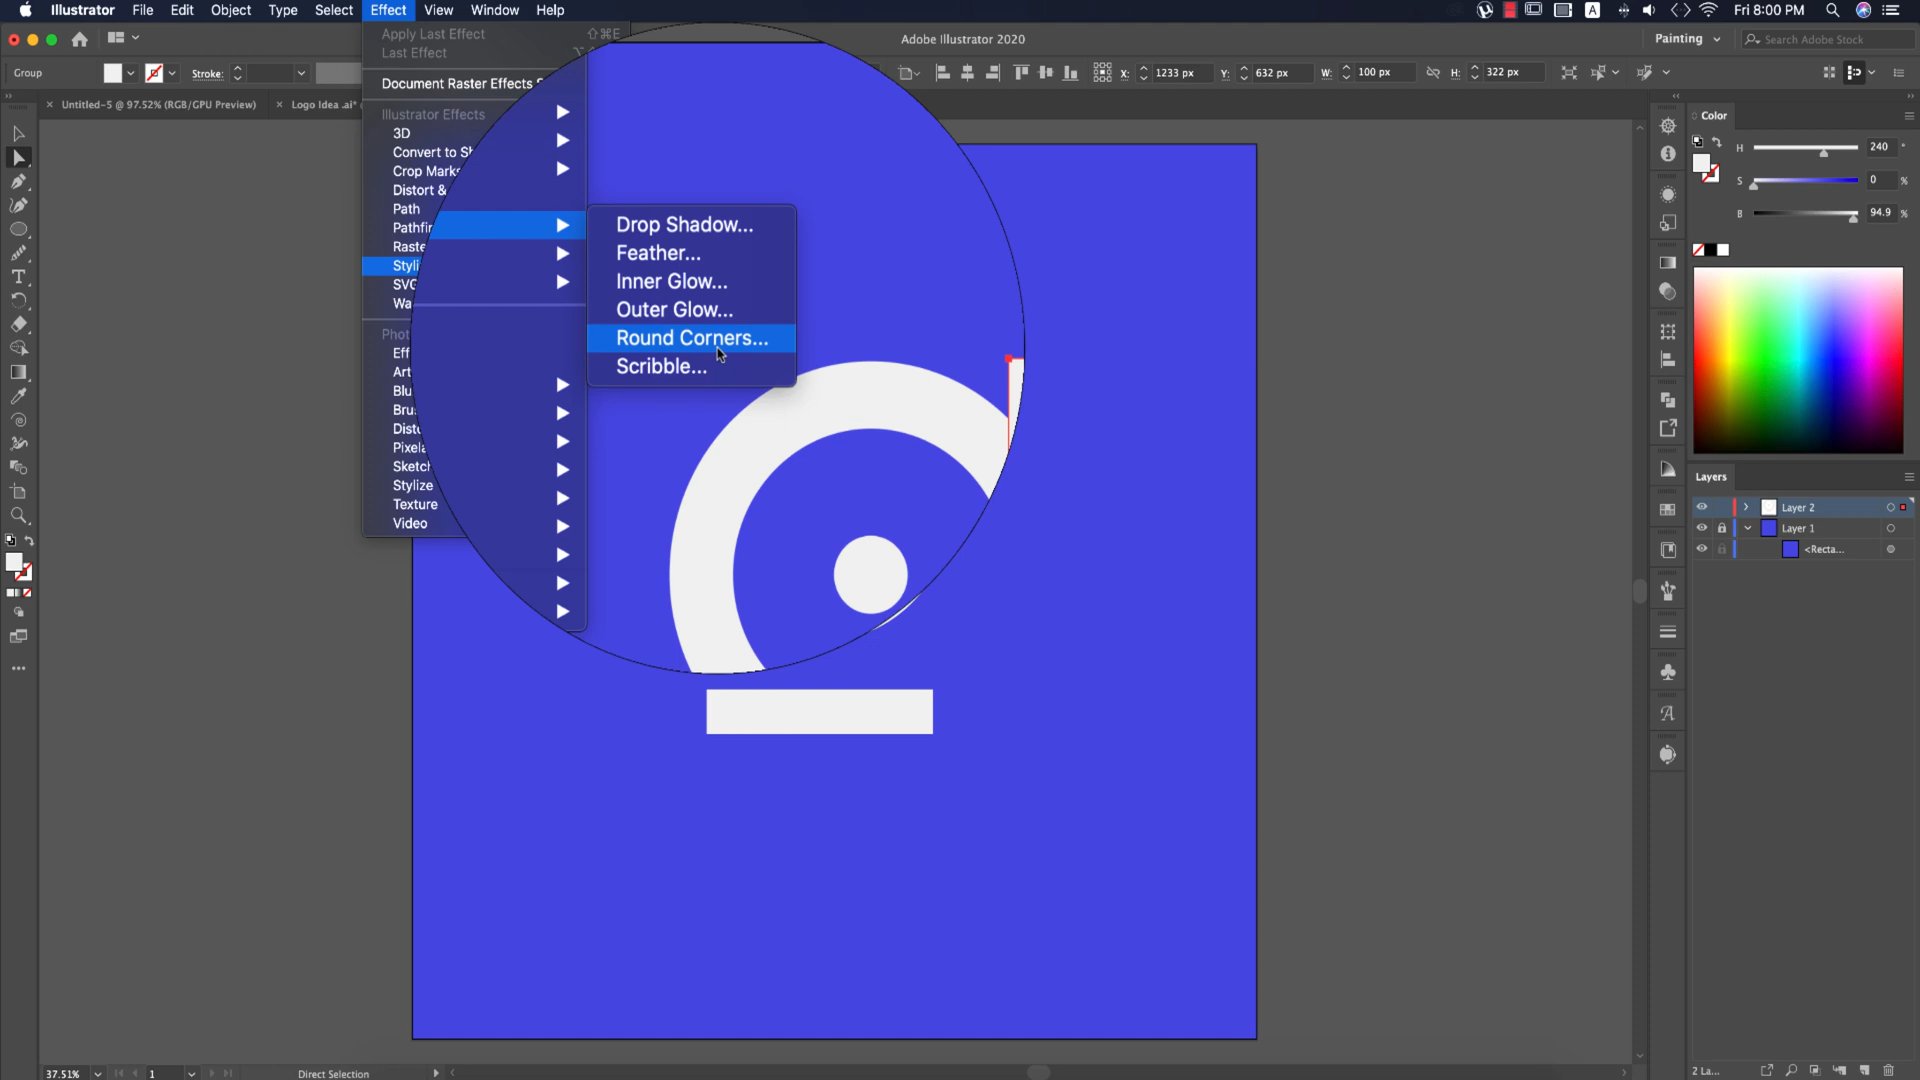 Illustrator File Edit Object Type Select Effect View Window Help
A
Fri 8:00 PM
Adobe Illustrator 2020
Painting
Search Adobe Stock
Group
Stroke:
X: 1233 px Y: 632 px W: 100 px H: 322 px
Untitled-5 @ 97.52% (RGB/GPU Preview)
Logo Idea .ai*
Apply Last Effect ⇧⌘E
Last Effect
Document Raster Effects S
Illustrator Effects
3D
Convert to Sh
Crop Marks
Distort &
Path
Pathfin
Raste
Styli
SVG
Wa
Phot
Eff
Art
Blu
Bru
Disto
Pixela
Sketch
Stylize
Texture
Video
Drop Shadow...
Feather...
Inner Glow...
Outer Glow...
Round Corners...
Scribble...
Color
H 240 °
S 0 %
B 94.9 %
Layers
Layer 2
Layer 1
<Recta...
2 La...
37.51%
1
Direct Selection